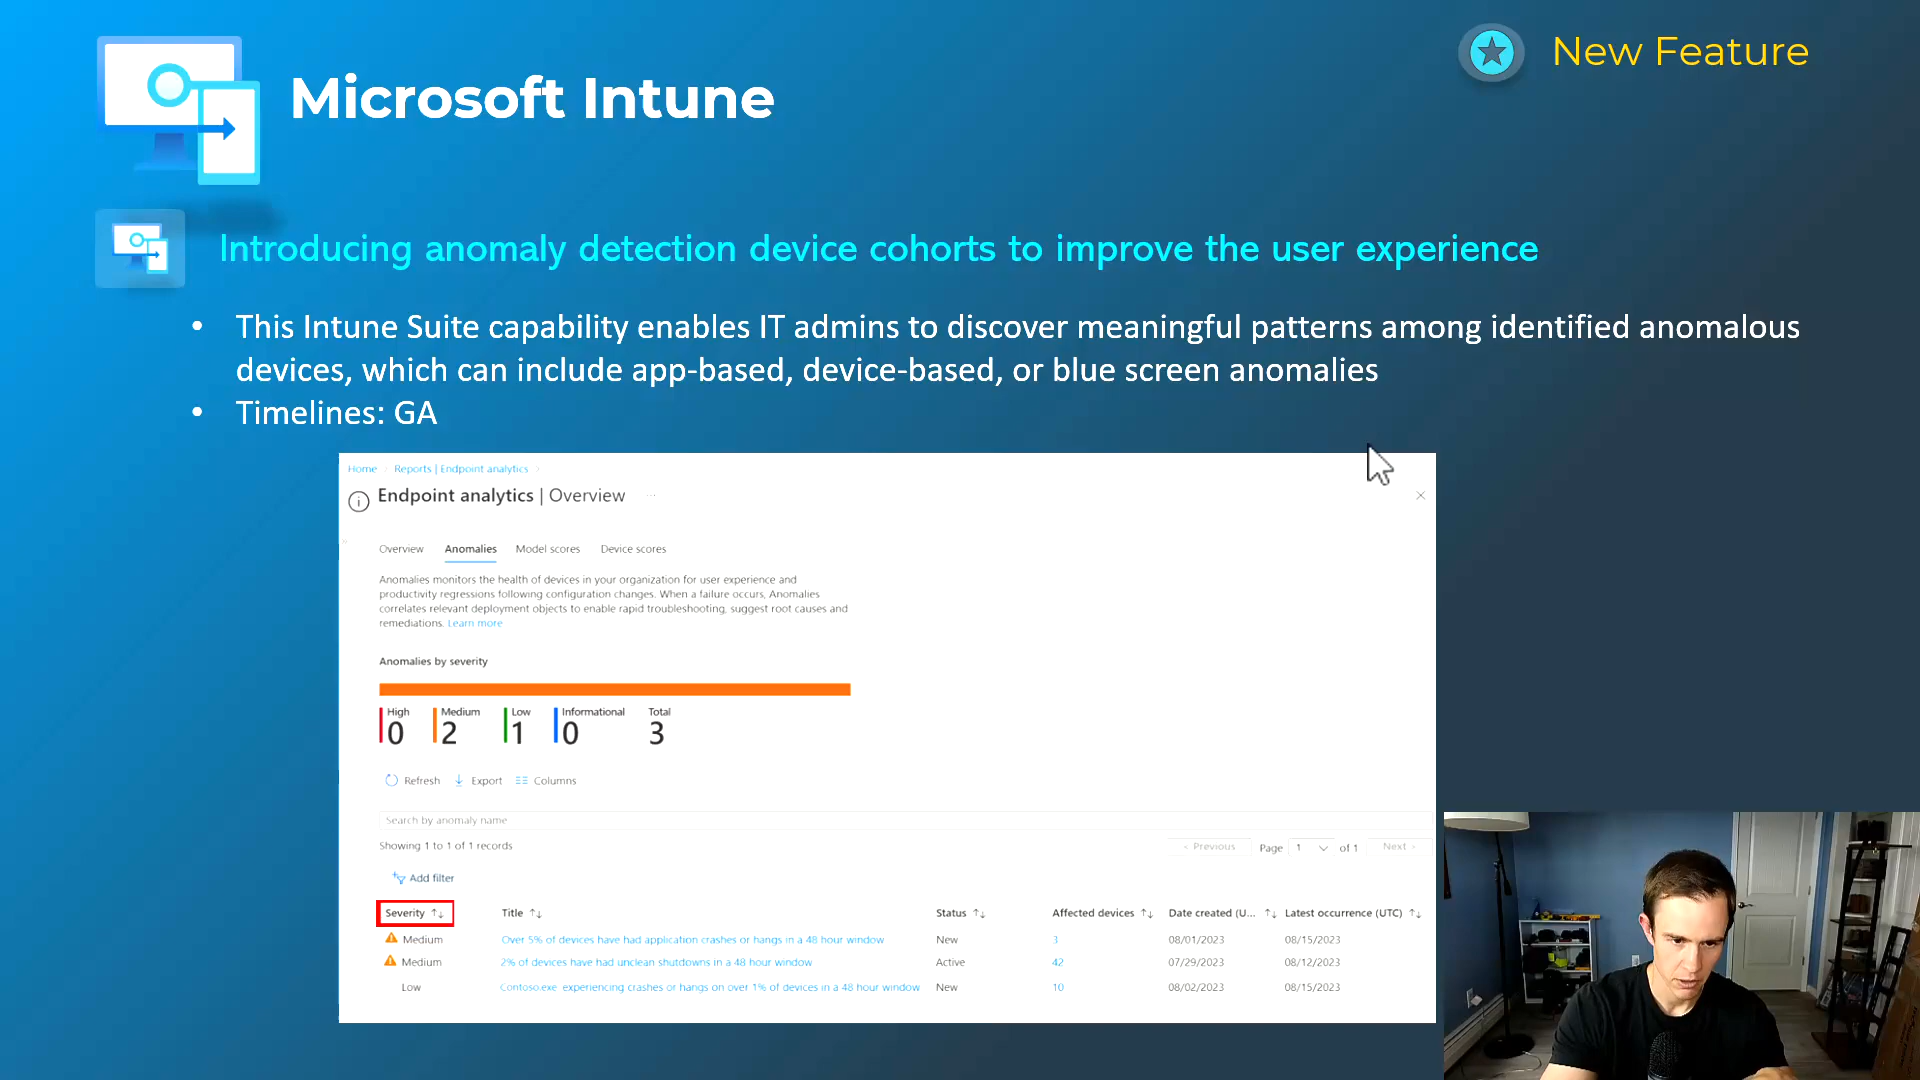 New Feature
Microsoft Intune
Introducing anomaly detection device cohorts to improve the user experience
• This Intune Suite capability enables IT admins to discover meaningful patterns among identified anomalous
devices, which can include app-based, device-based, or blue screen anomalies
• Timelines: GA
Home > Reports | Endpoint analytics >
Endpoint analytics | Overview ...
Overview Anomalies Model scores Device scores
Anomalies monitors the health of devices in your organization for user experience and
productivity regressions following configuration changes. When a failure occurs, Anomalies
correlates relevant deployment objects to enable rapid troubleshooting, suggest root causes and
remediations. Learn more
Anomalies by severity
High Medium Low Informational Total
0 2 1 0 3
Refresh Export Columns
Search by anomaly name
Showing 1 to 1 of 1 records < Previous Page 1 of 1 Next >
Add filter
Severity Title Status Affected devices Date created (U... Latest occurrence (UTC)
Medium Over 5% of devices have had application crashes or hangs in a 48 hour window New 3 08/01/2023 08/15/2023
Medium 2% of devices have had unclean shutdowns in a 48 hour window Active 42 07/29/2023 08/12/2023
Low Contoso.exe experiencing crashes or hangs on over 1% of devices in a 48 hour window New 10 08/02/2023 08/15/2023